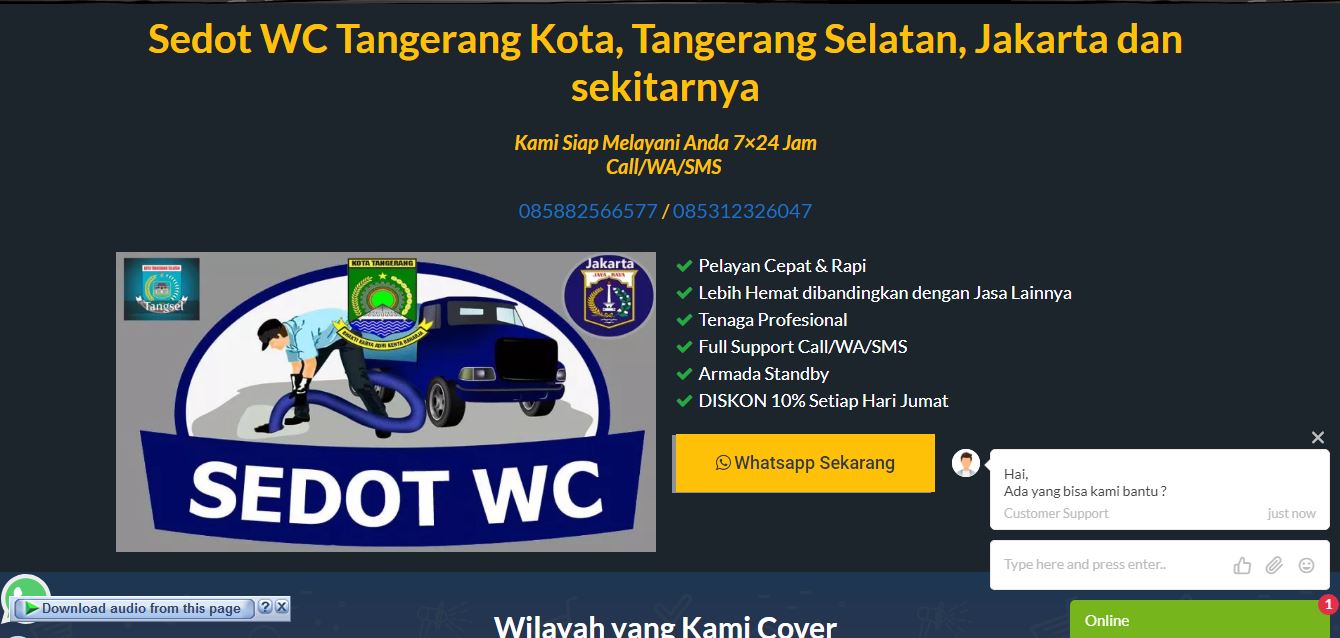 Sedot WC Tangerang Kota, Tangerang Selatan, Jakarta dan
sekitarnya
Kami Siap Melayani Anda 7×24 Jam
Call/WA/SMS
085882566577 / 085312326047
Tangsel
KOTA TANGERANG
Jakarta
JAYA RAYA
SEDOT WC
Pelayan Cepat & Rapi
Lebih Hemat dibandingkan dengan Jasa Lainnya
Tenaga Profesional
Full Support Call/WA/SMS
Armada Standby
DISKON 10% Setiap Hari Jumat
Whatsapp Sekarang
Hai,
Ada yang bisa kami bantu ?
Customer Support just now
Type here and press enter..
Download audio from this page ? X
Online 1
Wilayah yang Kami Cover